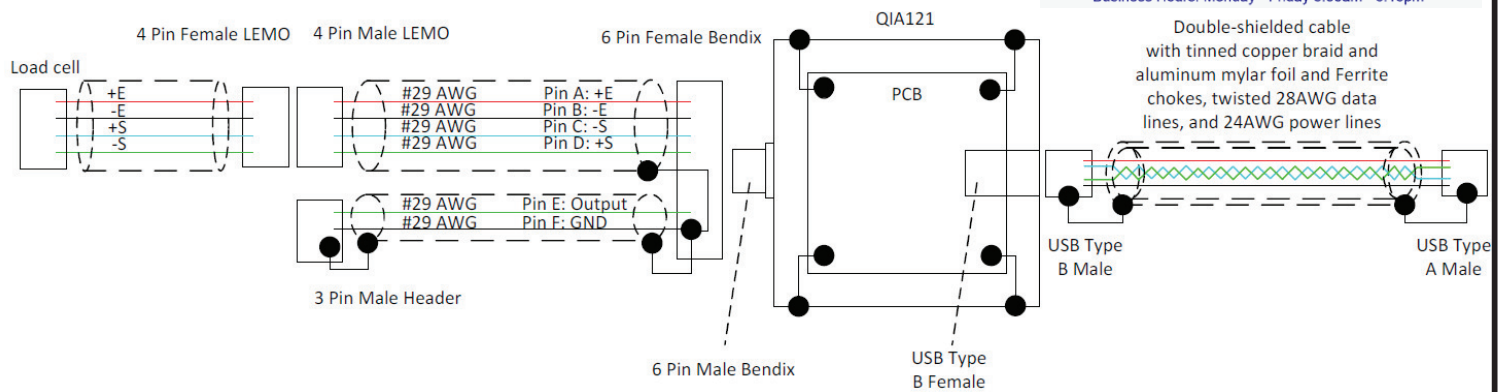 QIA121
4 Pin Female LEMO
4 Pin Male LEMO
6 Pin Female Bendix
Double-shielded cable
with tinned copper braid and
aluminum mylar foil and Ferrite
chokes, twisted 28AWG data
lines, and 24AWG power lines
Load cell
+E
-E
+S
-S
#29 AWG Pin A: +E
#29 AWG Pin B: -E
#29 AWG Pin C: -S
#29 AWG Pin D: +S
PCB
#29 AWG Pin E: Output
#29 AWG Pin F: GND
3 Pin Male Header
USB Type
B Male
USB Type
A Male
6 Pin Male Bendix
USB Type
B Female